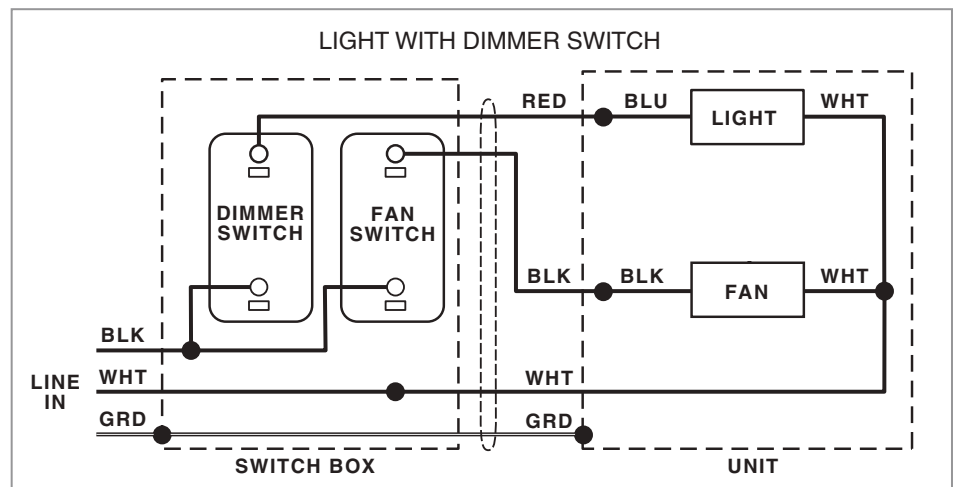 LIGHT WITH DIMMER SWITCH
RED BLU WHT
LIGHT
DIMMER
SWITCH
FAN
SWITCH
BLK BLK WHT
FAN
BLK
LINE
IN
WHT WHT
GRD GRD
SWITCH BOX UNIT